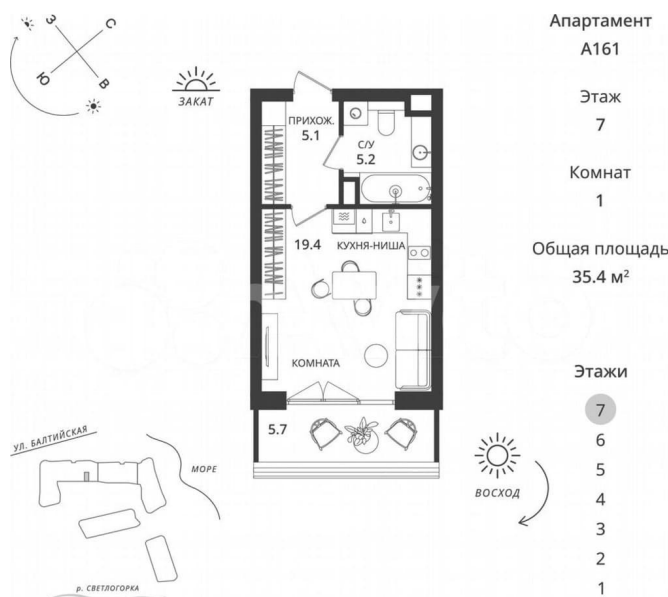 З
С
Ю
В
ЗАКАТ
ПРИХОЖ.
5.1
С/У
5.2
19.4
КУХНЯ-НИША
КОМНАТА
5.7
Апартамент
А161
Этаж
7
Комнат
1
Общая площадь
35.4 м²
Этажи
7
6
5
4
3
2
1
УЛ. БАЛТИЙСКАЯ
МОРЕ
р. СВЕТЛОГОРКА
ВОСХОД